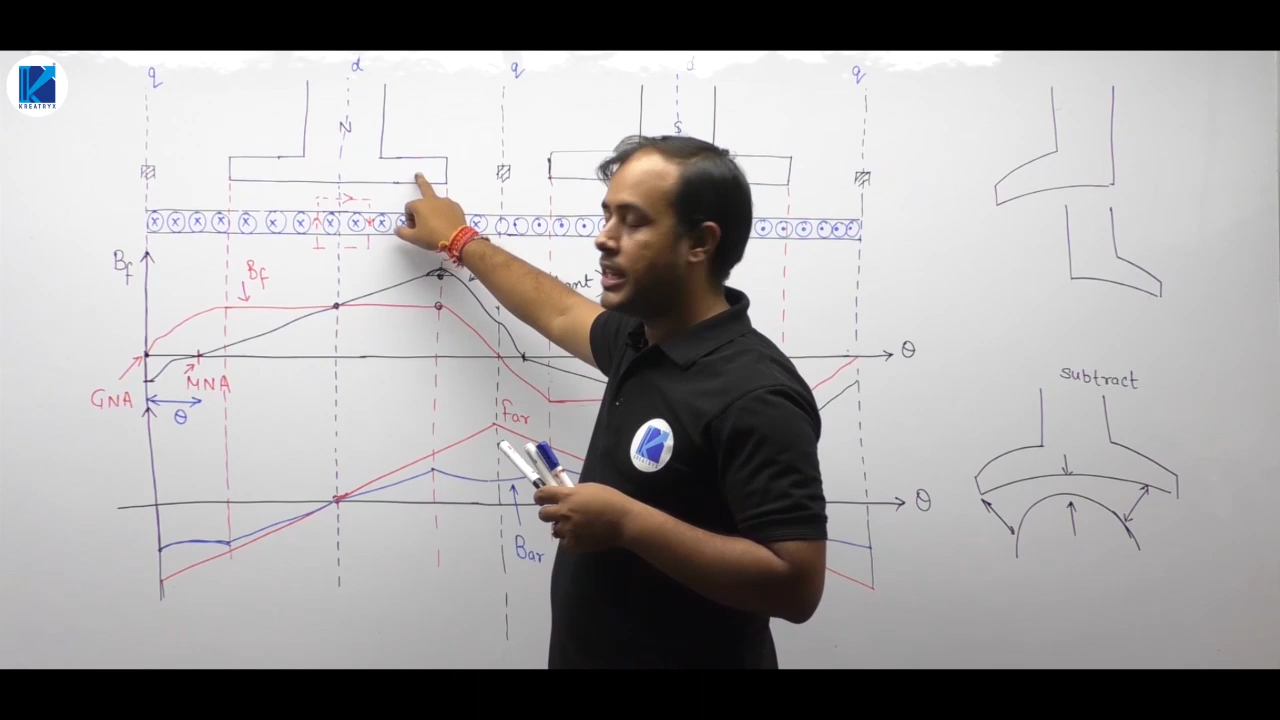 KREATRYX
q
d
q
d
q
N
S
x x x x x x x x x x x x x
Bf
Bf
θ
GNA
MNA
θ
far
θ
Bar
subtract